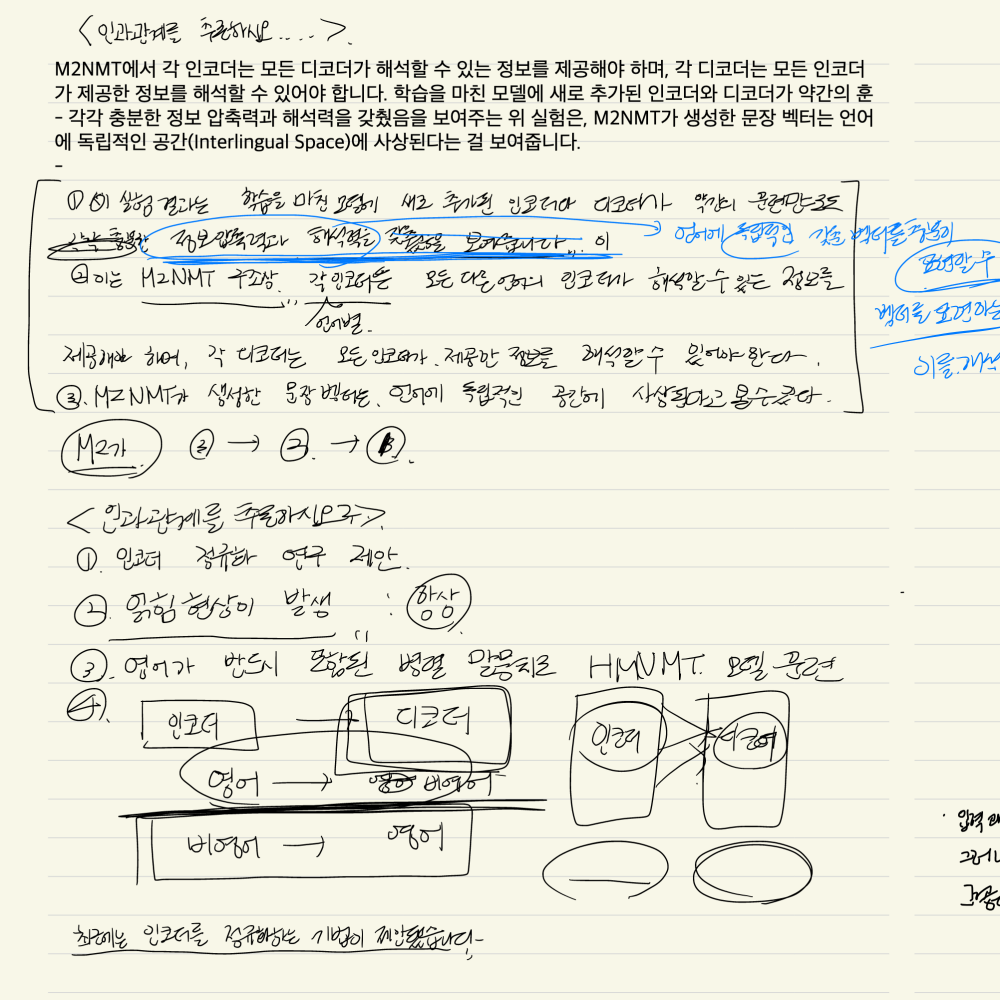 <인과관계를 추론하시오....>.
M2NMT에서 각 인코더는 모든 디코더가 해석할 수 있는 정보를 제공해야 하며, 각 디코더는 모든 인코더
가 제공한 정보를 해석할 수 있어야 합니다. 학습을 마친 모델에 새로 추가된 인코더와 디코더가 약간의 훈
- 각각 충분한 정보 압축력과 해석력을 갖췄음을 보여주는 위 실험은, M2NMT가 생성한 문장 벡터는 언어
에 독립적인 공간(Interlingual Space)에 사상된다는 걸 보여줍니다.
-
① 이 실험 결과는 학습을 마친 모델에 새로 추가된 인코더와 디코더가 약간의 훈련만으로
각각 충분한 정보압축력과 해석력을 갖췄음을 보여줍니다. 이
언어에 독립적인 같은 벡터를
표현할 수
② 이는 M2NMT 구조상, 각 인코더는 모든 다른 언어의 인코더가 해석할 수 있는 정보를
언어별.
벡터를 표현하는
제공해야 하며, 각 디코더는 모든 인코더가 제공한 정보를 해석할 수 있어야 한다.
이를 해석
③. M2NMT가 생성한 문장 벡터는 언어에 독립적인 공간에 사상된다고 볼 수 있다.
M2가 ③ → ②. → ①.
<인과관계를 추론하시오2>.
①. 인코더 정규화 연구 제안.
②. 얽힘 현상이 발생 : 항상
③. 영어가 반드시 포함된 병렬 말뭉치로 HMNMT. 모델 훈련
④. 인코더 → 디코더
인코더 디코더
영어 → 비영어
비영어 → 영어
입력
그러나
최근에는 인코더를 정규화하는 기법이 제안됐습니다-